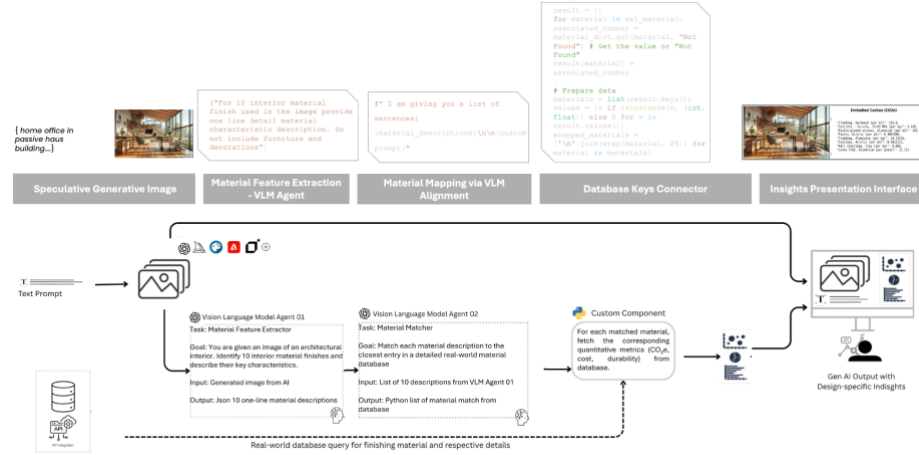 { home office in
passive haus
building...}
{"For 10 interior material
finish used in the image provide
one line detail material
characteristic description. Do
not include furniture and
decorations"}
f" I am giving you a list of
sentences:
{material_descriptions}\n\n{custom
prompt}"
result = {}
for material in sel_material:
associated_number =
material_dict.get(material, "Not
Found") # Get the value or "Not
Found"
result[material] =
associated_number
# Prepare data
materials = list(result.keys())
values = [v if isinstance(v, (int,
float)) else 0 for v in
result.values()]
wrapped_materials =
["\n".join(wrap(material, 25)) for
material in materials]
Embodied Carbon (CO2e)
Speculative Generative Image
Material Feature Extraction
- VLM Agent
Material Mapping via VLM
Alignment
Database Keys Connector
Insights Presentation Interface
T
Text Prompt
Vision Language Model Agent 01
Task: Material Feature Extractor
Goal: You are given an image of an architectural
interior. Identify 10 interior material finishes and
describe their key characteristics.
Input: Generated image from AI
Output: Json 10 one-line material descriptions
Vision Language Model Agent 02
Task: Material Matcher
Goal: Match each material description to the
closest entry in a detailed real-world material
database
Input: List of 10 descriptions from VLM Agent 01
Output: Python list of material match from
database
Custom Component
For each matched material,
fetch the corresponding
quantitative metrics (CO₂e,
cost, durability) from
database.
T
Gen AI Output with
Design-specific Indisghts
API
API Integration
Real-world database query for finishing material and respective details